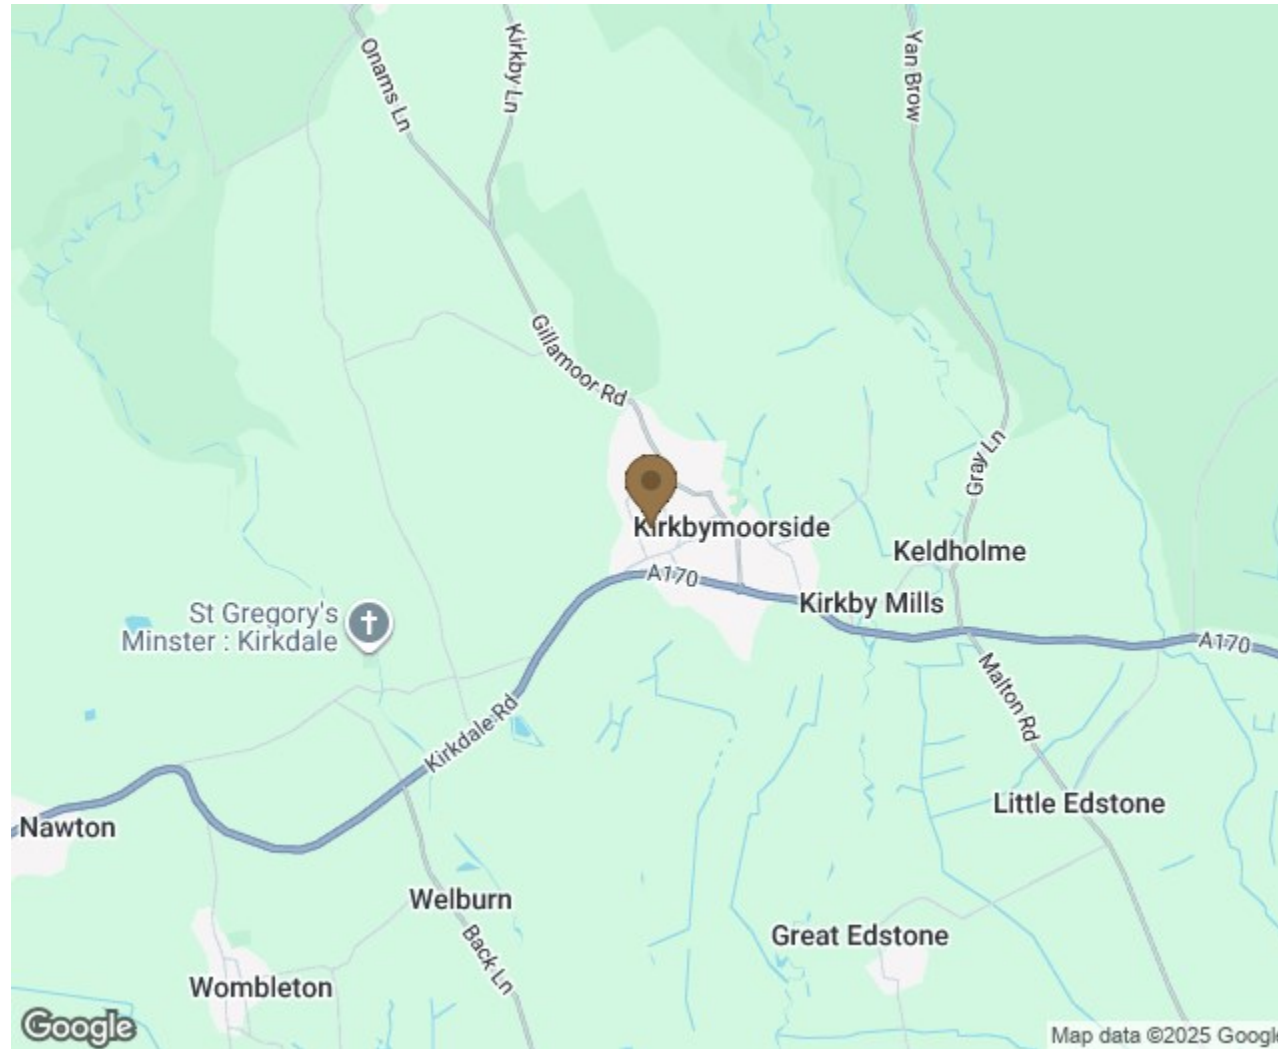 Onams Ln
Kirkby Ln
Yan Brow
Gillamoor Rd
Gray Ln
Kirkbymoorside
Keldholme
A170
Kirkby Mills
St Gregory's
Minster : Kirkdale
A170
Malton Rd
Kirkdale Rd
Little Edstone
Nawton
Welburn
Great Edstone
Back Ln
Wombleton
Google
Map data ©2025 Google